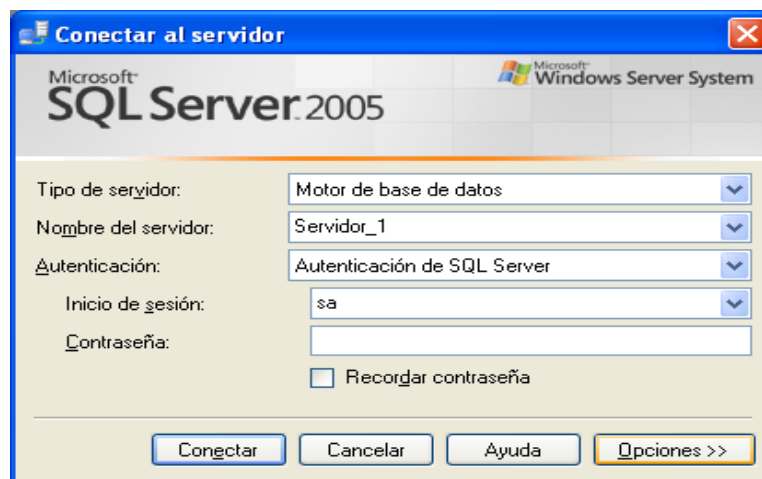 Conectar al servidor
Microsoft
SQL Server 2005
Microsoft
Windows Server System
Tipo de servidor: Motor de base de datos
Nombre del servidor: Servidor_1
Autenticación: Autenticación de SQL Server
Inicio de sesión: sa
Contraseña:
Recordar contraseña
Conectar Cancelar Ayuda Opciones >>